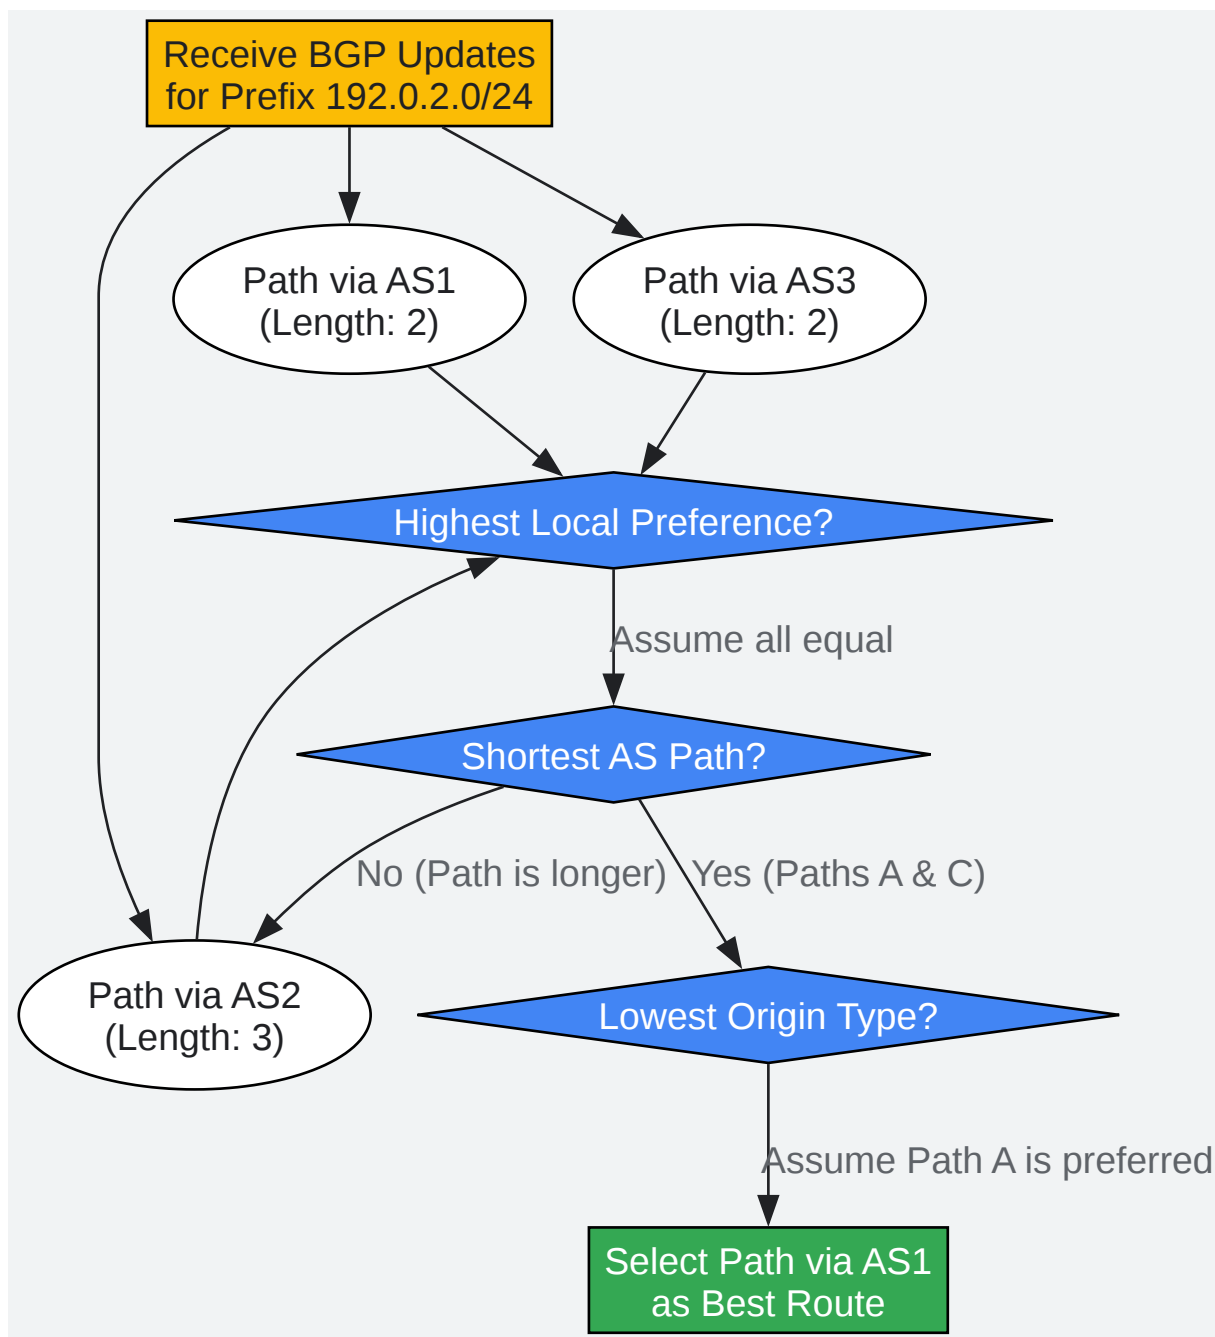 Receive BGP Updates
for Prefix 192.0.2.0/24
Path via AS1
(Length: 2)
Path via AS3
(Length: 2)
Highest Local Preference?
Assume all equal
Shortest AS Path?
No (Path is longer)
Yes (Paths A & C)
Path via AS2
(Length: 3)
Lowest Origin Type?
Assume Path A is preferred
Select Path via AS1
as Best Route